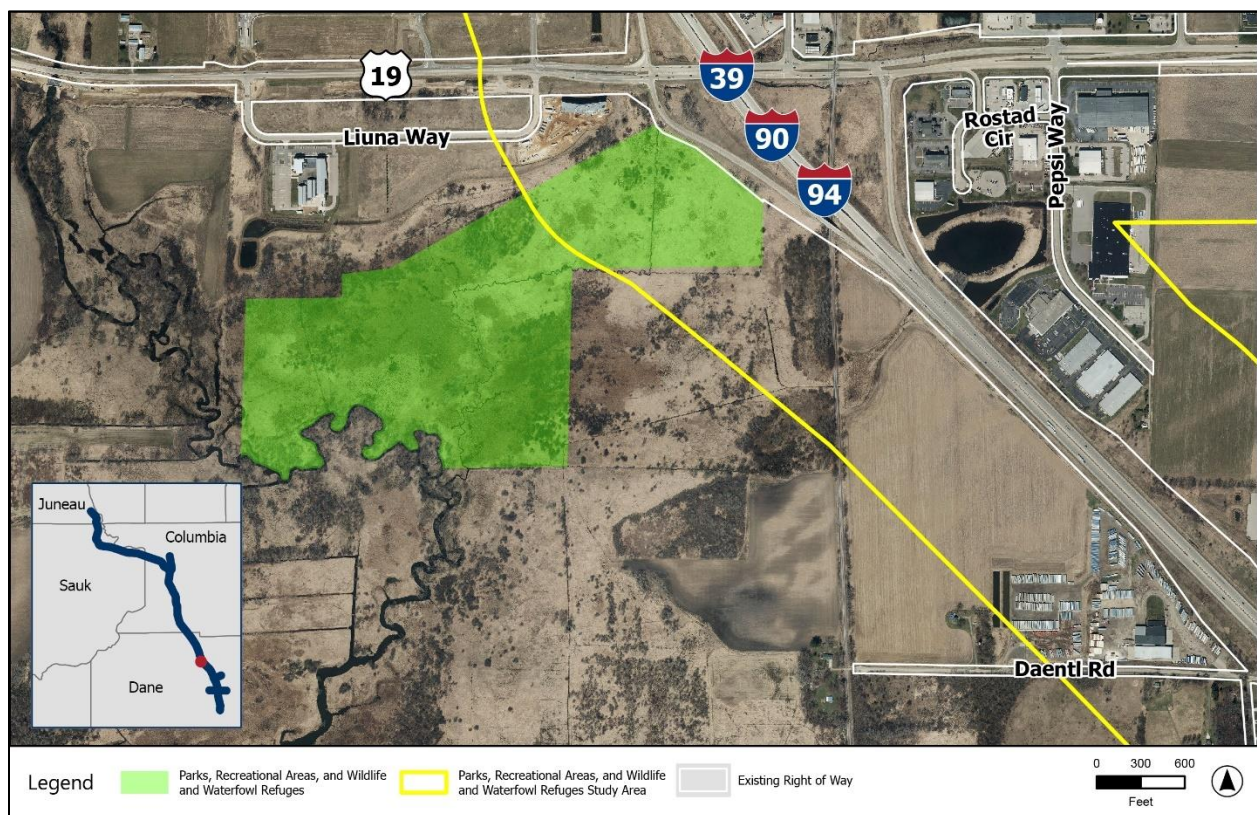 19
39
90
94
Liuna Way
Rostad
Cir
Pepsi Way
Daentl Rd
Juneau
Columbia
Sauk
Dane
Legend
Parks, Recreational Areas, and Wildlife
and Waterfowl Refuges
Parks, Recreational Areas, and Wildlife
and Waterfowl Refuges Study Area
Existing Right of Way
0 300 600
Feet